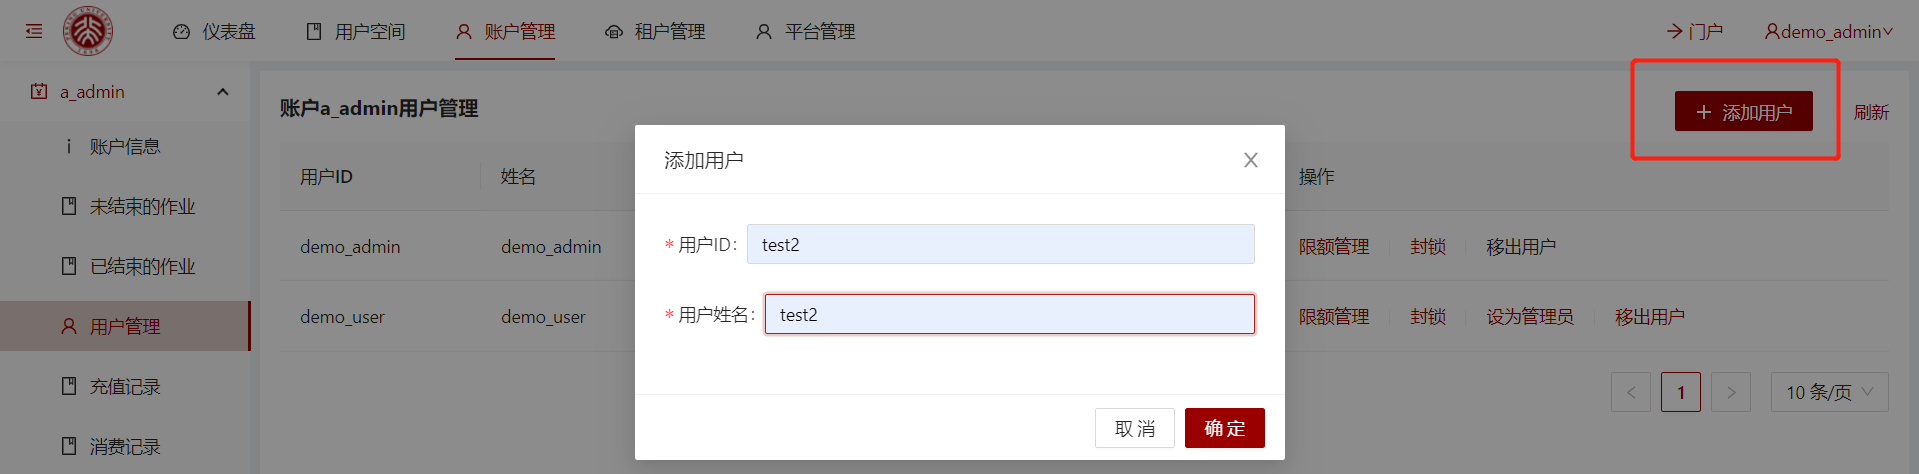 仪表盘 用户空间 账户管理 租户管理 平台管理 门户 demo_admin
a_admin
账户信息
未结束的作业
已结束的作业
用户管理
充值记录
消费记录
账户a_admin用户管理
添加用户 刷新
用户ID 姓名 操作
demo_admin demo_admin 限额管理 封锁 移出用户
demo_user demo_user 限额管理 封锁 设为管理员 移出用户
1 10 条/页
添加用户
* 用户ID: test2
* 用户姓名: test2
取 消 确 定